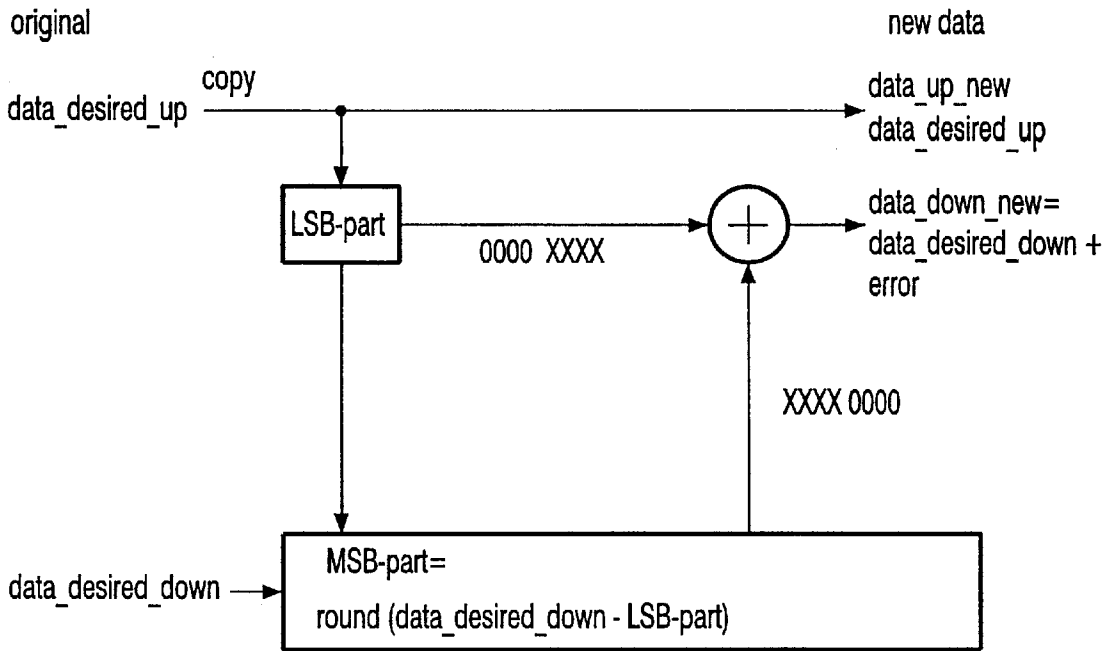 original
new data
copy
data_desired_up
data_up_new
data_desired_up
LSB-part
0000 XXXX
+
data_down_new=
data_desired_down +
error
XXXX 0000
data_desired_down
MSB-part=
round (data_desired_down - LSB-part)